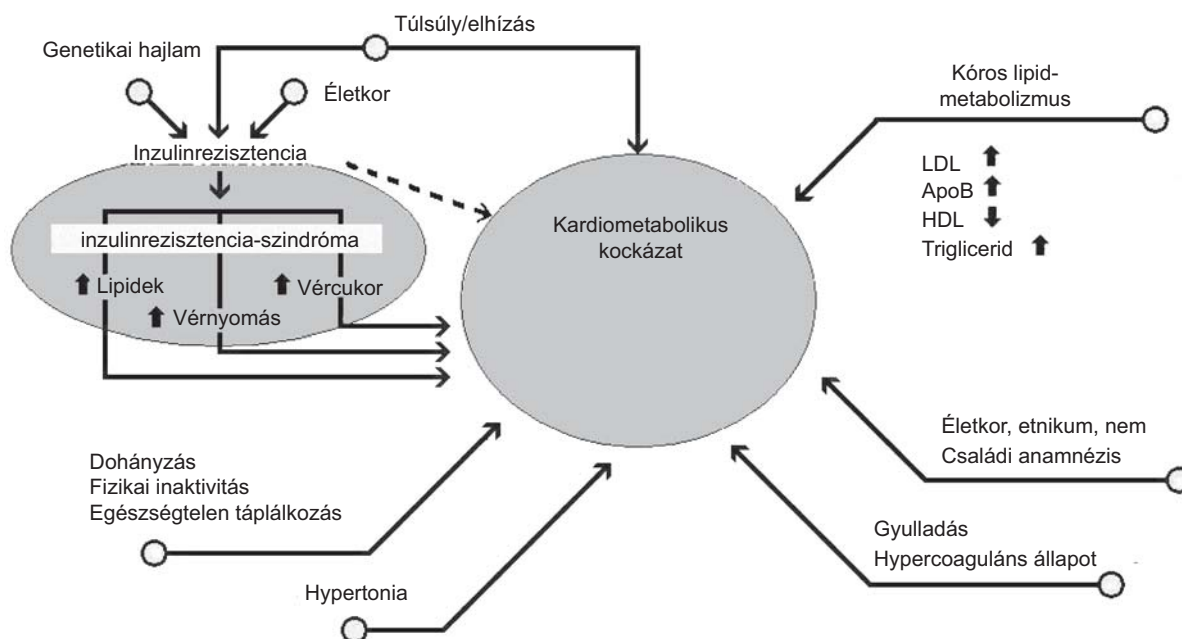 Túlsúly/elhízás
Genetikai hajlam
Életkor
Inzulinrezisztencia
inzulinrezisztencia-szindróma
Lipidek
Vércukor
Vérnyomás
Kardiometabolikus
kockázat
Kóros lipid-
metabolizmus
LDL
ApoB
HDL
Triglicerid
Dohányzás
Fizikai inaktivitás
Egészségtelen táplálkozás
Hypertonia
Életkor, etnikum, nem
Családi anamnézis
Gyulladás
Hypercoaguláns állapot